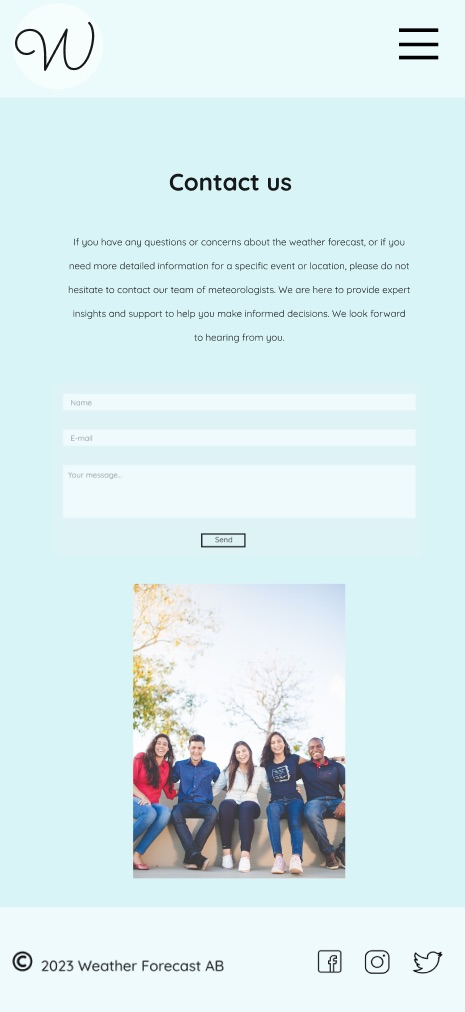 W
Contact us
If you have any questions or concerns about the weather forecast, or if you
need more detailed information for a specific event or location, please do not
hesitate to contact our team of meteorologists. We are here to provide expert
insights and support to help you make informed decisions. We look forward
to hearing from you.
Name
E-mail
Your message...
Send
© 2023 Weather Forecast AB